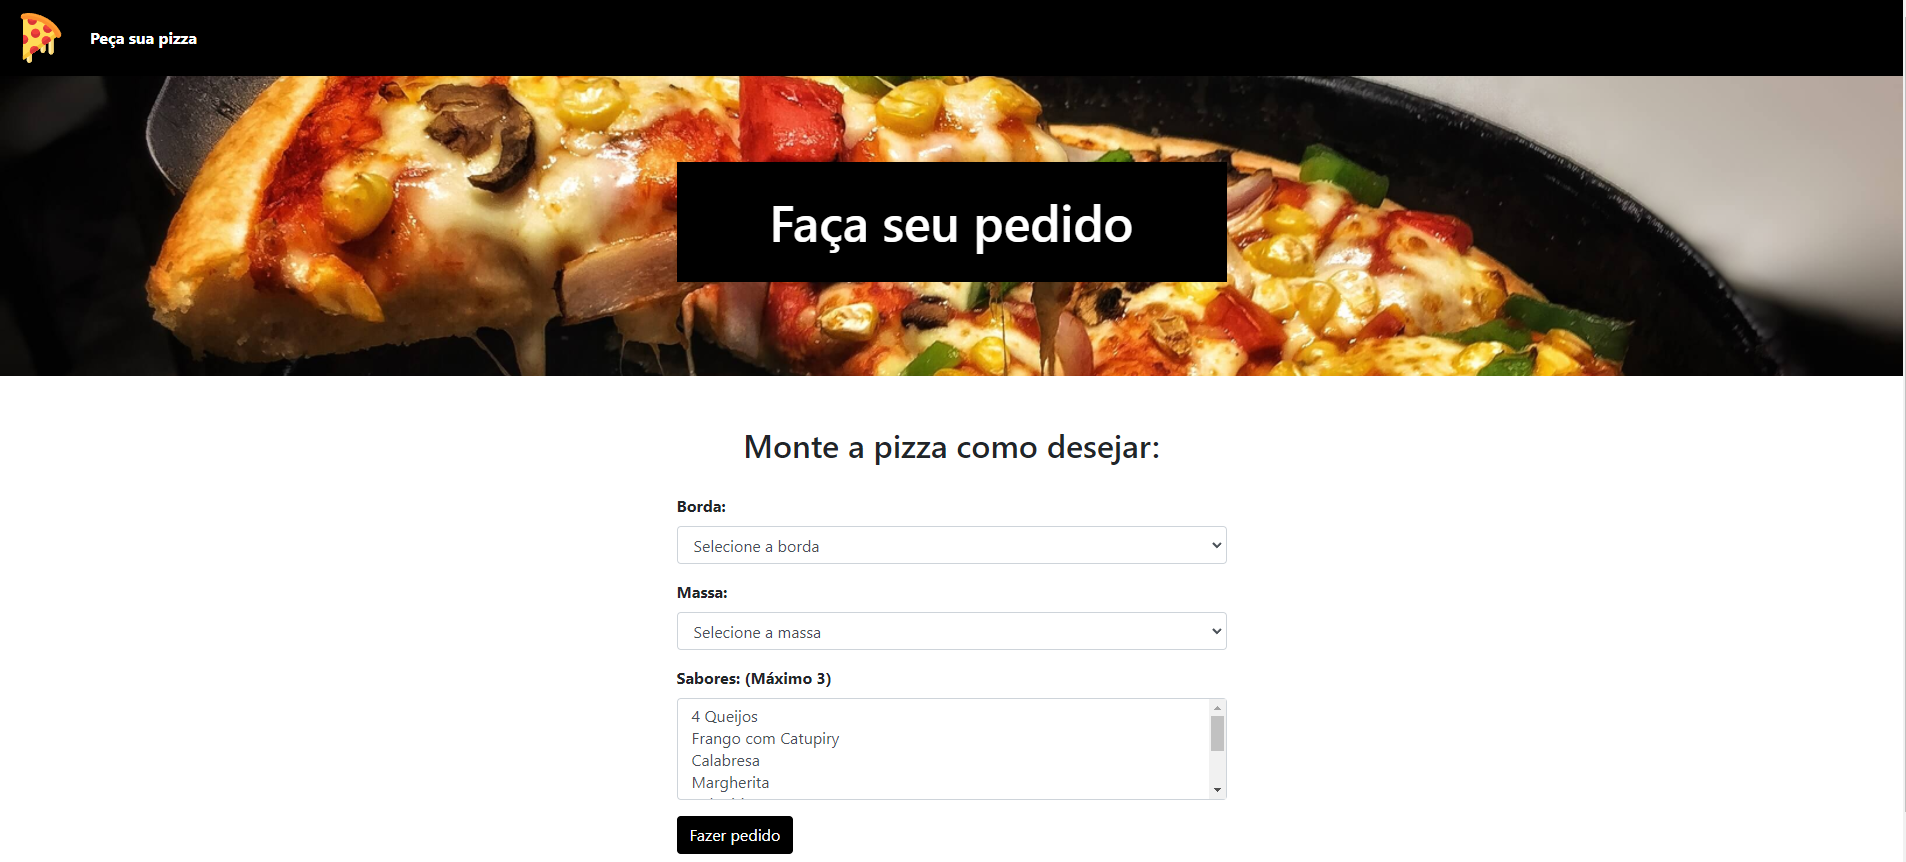 Peça sua pizza
Faça seu pedido
Monte a pizza como desejar:
Borda:
Selecione a borda
Massa:
Selecione a massa
Sabores: (Máximo 3)
4 Queijos
Frango com Catupiry
Calabresa
Margherita
Fazer pedido